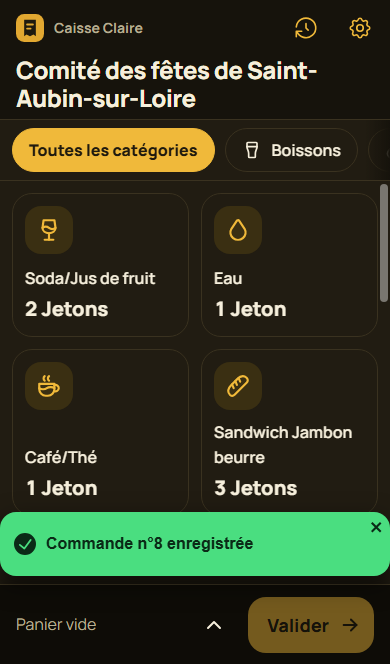 Caisse Claire
Comité des fêtes de Saint-
Aubin-sur-Loire
Toutes les catégories
Boissons
Soda/Jus de fruit
2 Jetons
Eau
1 Jeton
Café/Thé
1 Jeton
Sandwich Jambon
beurre
3 Jetons
Commande n°8 enregistrée
Panier vide
Valider